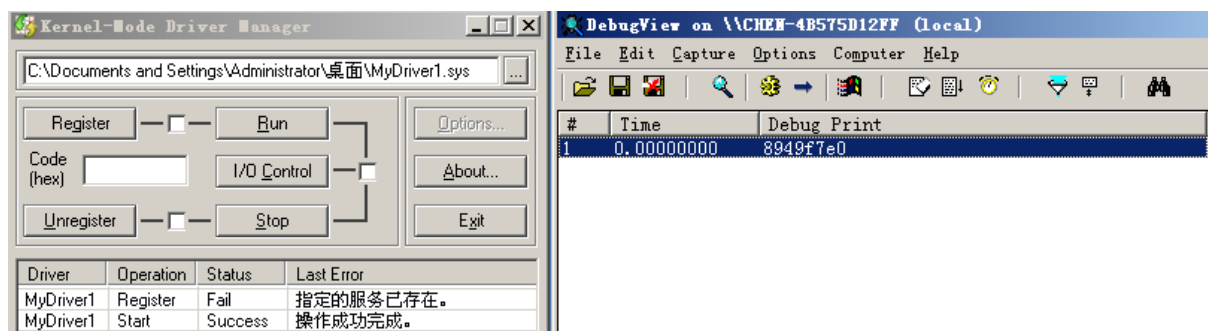 Kernel-Mode Driver Manager
C:\Documents and Settings\Administrator\桌面\MyDriver1.sys ...
Register Run Options...
Code (hex) I/O Control About...
Unregister Stop Exit
Driver Operation Status Last Error
MyDriver1 Register Fail 指定的服务已存在。
MyDriver1 Start Success 操作成功完成。
DebugView on \\CHEN-4B575D12FF (local)
File Edit Capture Options Computer Help
# Time Debug Print
1 0.00000000 8949f7e0